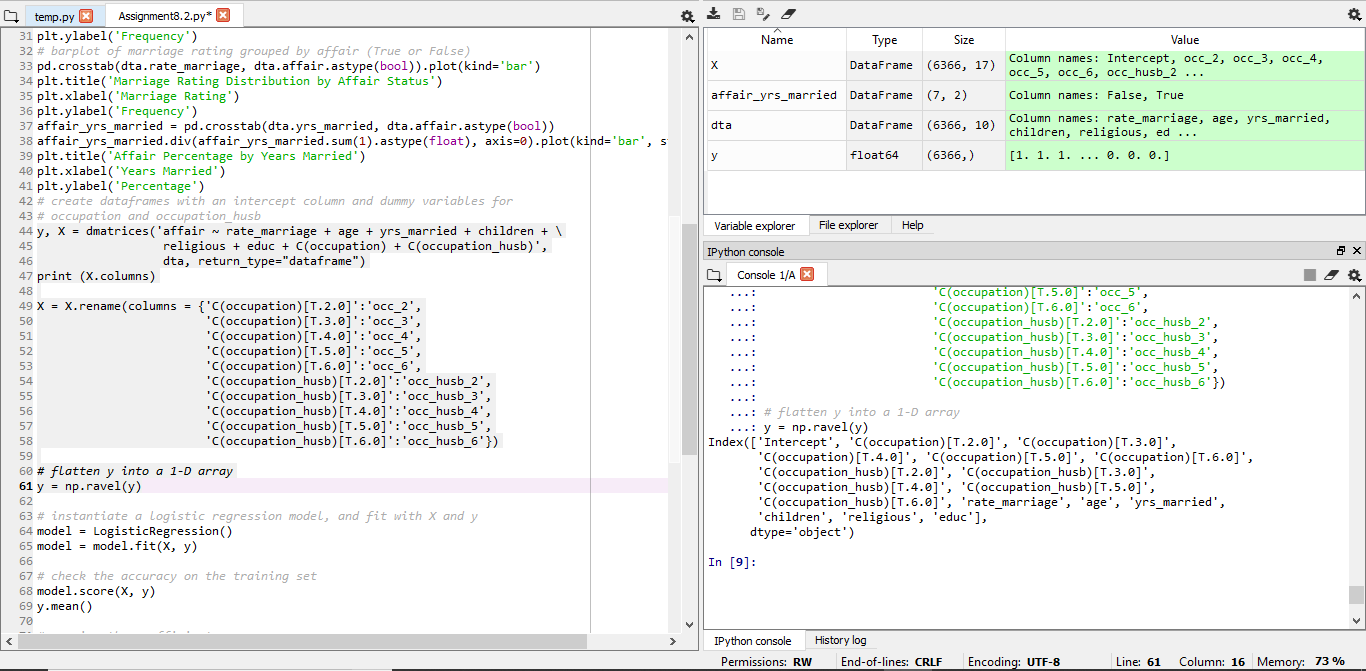 temp.py
Assignment8.2.py*
31 plt.ylabel('Frequency')
32 # barplot of marriage rating grouped by affair (True or False)
33 pd.crosstab(dta.rate_marriage, dta.affair.astype(bool)).plot(kind='bar')
34 plt.title('Marriage Rating Distribution by Affair Status')
35 plt.xlabel('Marriage Rating')
36 plt.ylabel('Frequency')
37 affair_yrs_married = pd.crosstab(dta.yrs_married, dta.affair.astype(bool))
38 affair_yrs_married.div(affair_yrs_married.sum(1).astype(float), axis=0).plot(kind='bar', s
39 plt.title('Affair Percentage by Years Married')
40 plt.xlabel('Years Married')
41 plt.ylabel('Percentage')
42 # create dataframes with an intercept column and dummy variables for
43 # occupation and occupation_husb
44 y, X = dmatrices('affair ~ rate_marriage + age + yrs_married + children + \
45 religious + educ + C(occupation) + C(occupation_husb)',
46 dta, return_type="dataframe")
47 print (X.columns)
48
49 X = X.rename(columns = {'C(occupation)[T.2.0]':'occ_2',
50 'C(occupation)[T.3.0]':'occ_3',
51 'C(occupation)[T.4.0]':'occ_4',
52 'C(occupation)[T.5.0]':'occ_5',
53 'C(occupation)[T.6.0]':'occ_6',
54 'C(occupation_husb)[T.2.0]':'occ_husb_2',
55 'C(occupation_husb)[T.3.0]':'occ_husb_3',
56 'C(occupation_husb)[T.4.0]':'occ_husb_4',
57 'C(occupation_husb)[T.5.0]':'occ_husb_5',
58 'C(occupation_husb)[T.6.0]':'occ_husb_6'})
59
60 # flatten y into a 1-D array
61 y = np.ravel(y)
62
63 # instantiate a logistic regression model, and fit with X and y
64 model = LogisticRegression()
65 model = model.fit(X, y)
66
67 # check the accuracy on the training set
68 model.score(X, y)
69 y.mean()
70
Name Type Size Value
X DataFrame (6366, 17) Column names: Intercept, occ_2, occ_3, occ_4,
occ_5, occ_6, occ_husb_2 ...
affair_yrs_married DataFrame (7, 2) Column names: False, True
dta DataFrame (6366, 10) Column names: rate_marriage, age, yrs_married,
children, religious, ed ...
y float64 (6366,) [1. 1. 1. ... 0. 0. 0.]
Variable explorer File explorer Help
IPython console
Console 1/A
...: 'C(occupation)[T.5.0]':'occ_5',
...: 'C(occupation)[T.6.0]':'occ_6',
...: 'C(occupation_husb)[T.2.0]':'occ_husb_2',
...: 'C(occupation_husb)[T.3.0]':'occ_husb_3',
...: 'C(occupation_husb)[T.4.0]':'occ_husb_4',
...: 'C(occupation_husb)[T.5.0]':'occ_husb_5',
...: 'C(occupation_husb)[T.6.0]':'occ_husb_6'})
...:
...: # flatten y into a 1-D array
...: y = np.ravel(y)
Index(['Intercept', 'C(occupation)[T.2.0]', 'C(occupation)[T.3.0]',
'C(occupation)[T.4.0]', 'C(occupation)[T.5.0]', 'C(occupation)[T.6.0]',
'C(occupation_husb)[T.2.0]', 'C(occupation_husb)[T.3.0]',
'C(occupation_husb)[T.4.0]', 'C(occupation_husb)[T.5.0]',
'C(occupation_husb)[T.6.0]', 'rate_marriage', 'age', 'yrs_married',
'children', 'religious', 'educ'],
dtype='object')
In [9]:
IPython console History log
Permissions: RW End-of-lines: CRLF Encoding: UTF-8 Line: 61 Column: 16 Memory: 73 %